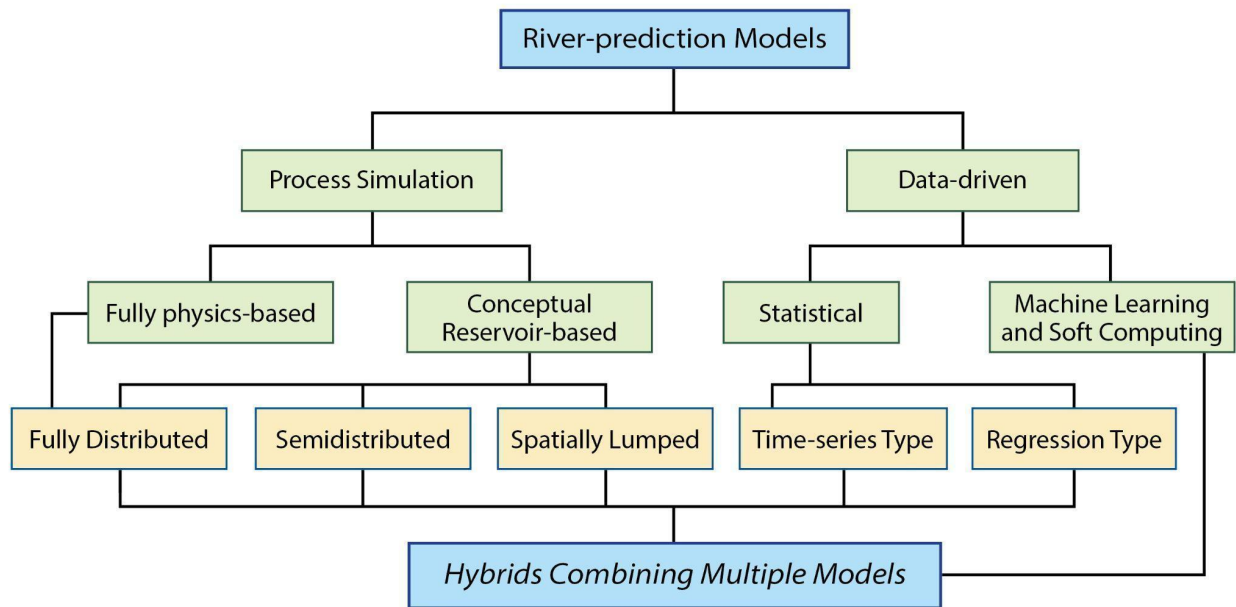 River-prediction Models
Process Simulation
Data-driven
Fully physics-based
Conceptual
Reservoir-based
Statistical
Machine Learning
and Soft Computing
Fully Distributed
Semidistributed
Spatially Lumped
Time-series Type
Regression Type
Hybrids Combining Multiple Models